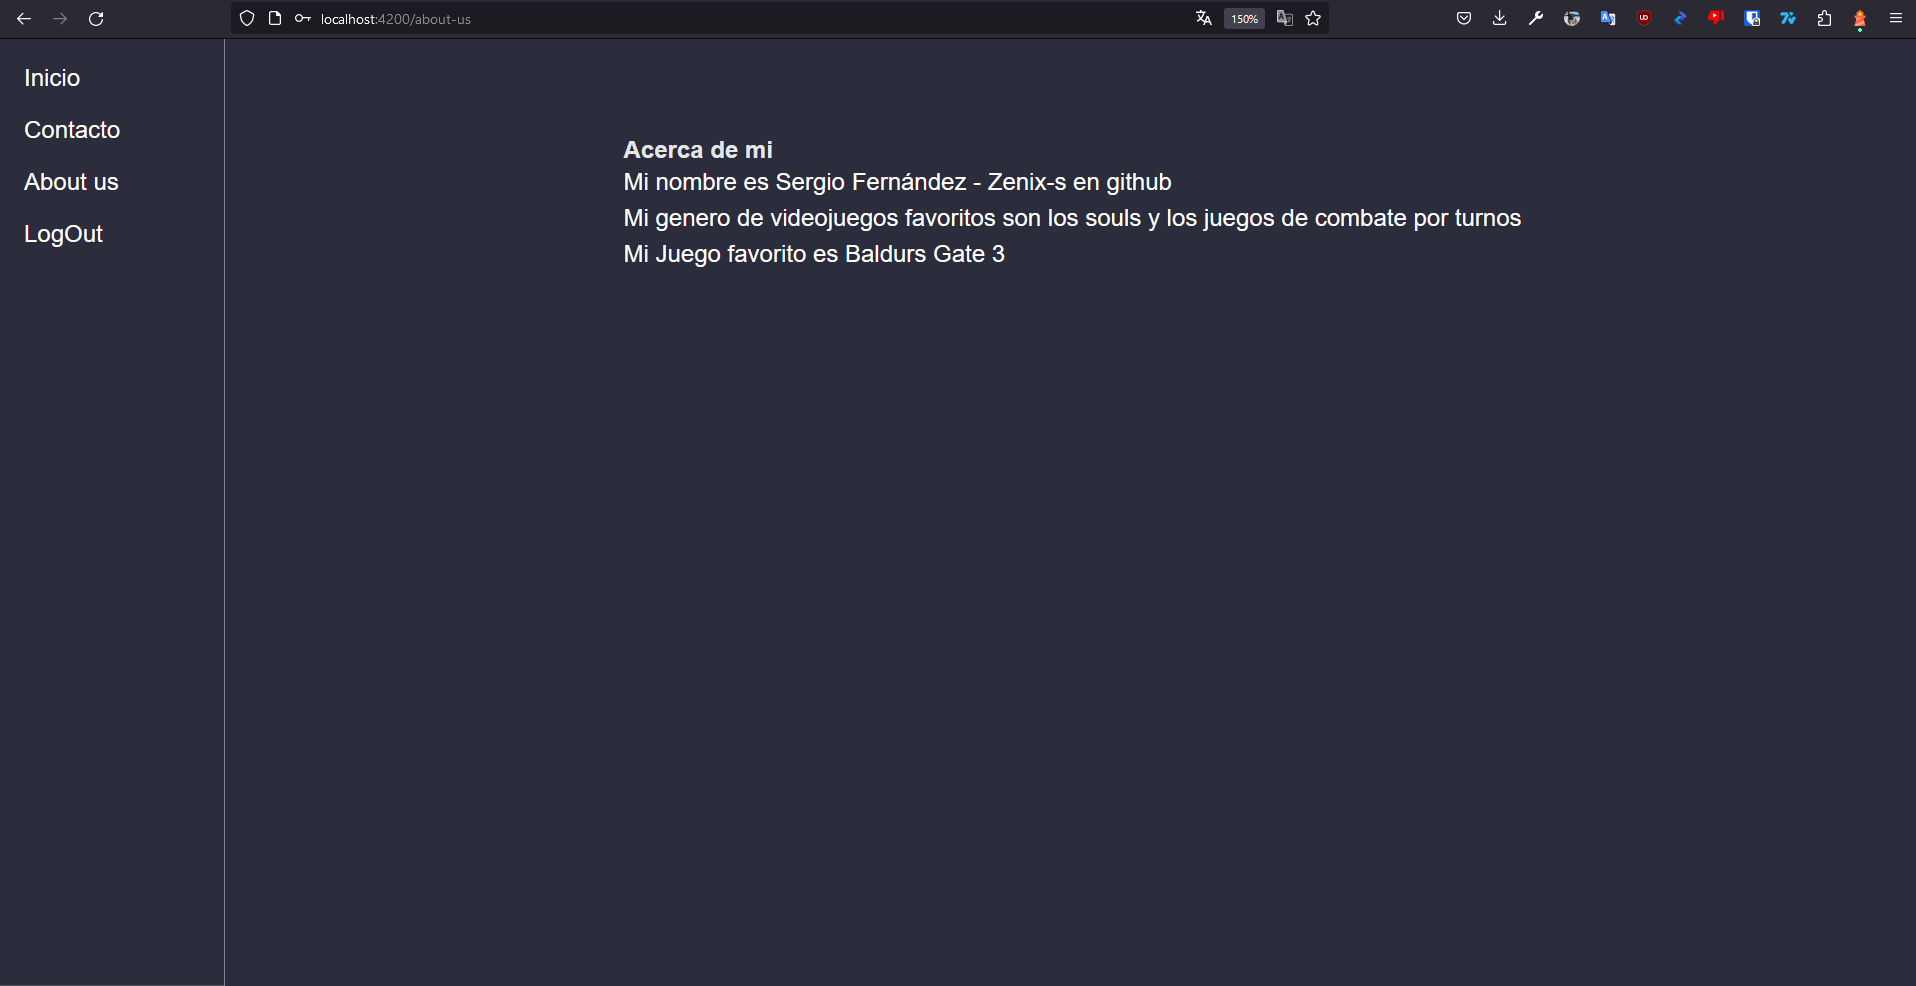 localhost:4200/about-us
150%
Inicio
Contacto
About us
LogOut
Acerca de mi
Mi nombre es Sergio Fernández - Zenix-s en github
Mi genero de videojuegos favoritos son los souls y los juegos de combate por turnos
Mi Juego favorito es Baldurs Gate 3